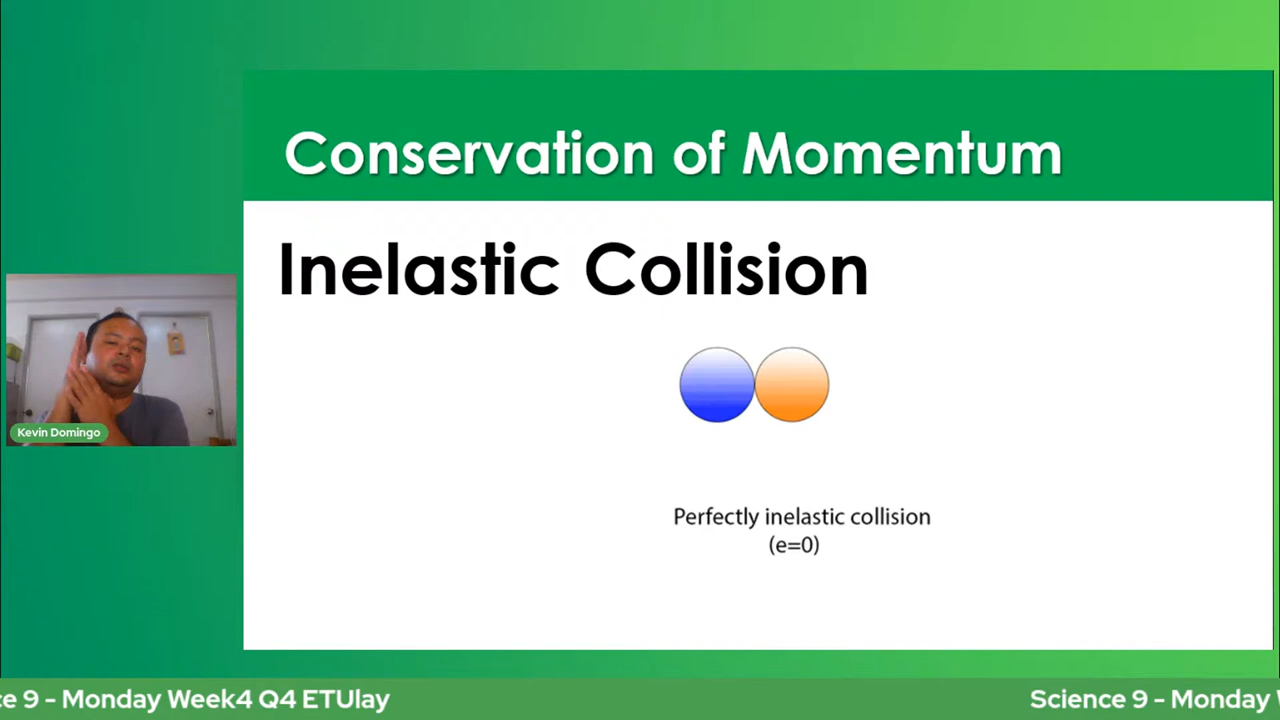 Conservation of Momentum
Inelastic Collision
Kevin Domingo
Perfectly inelastic collision
(e=0)
ce 9 - Monday Week4 Q4 ETUlay
Science 9 - Monday W